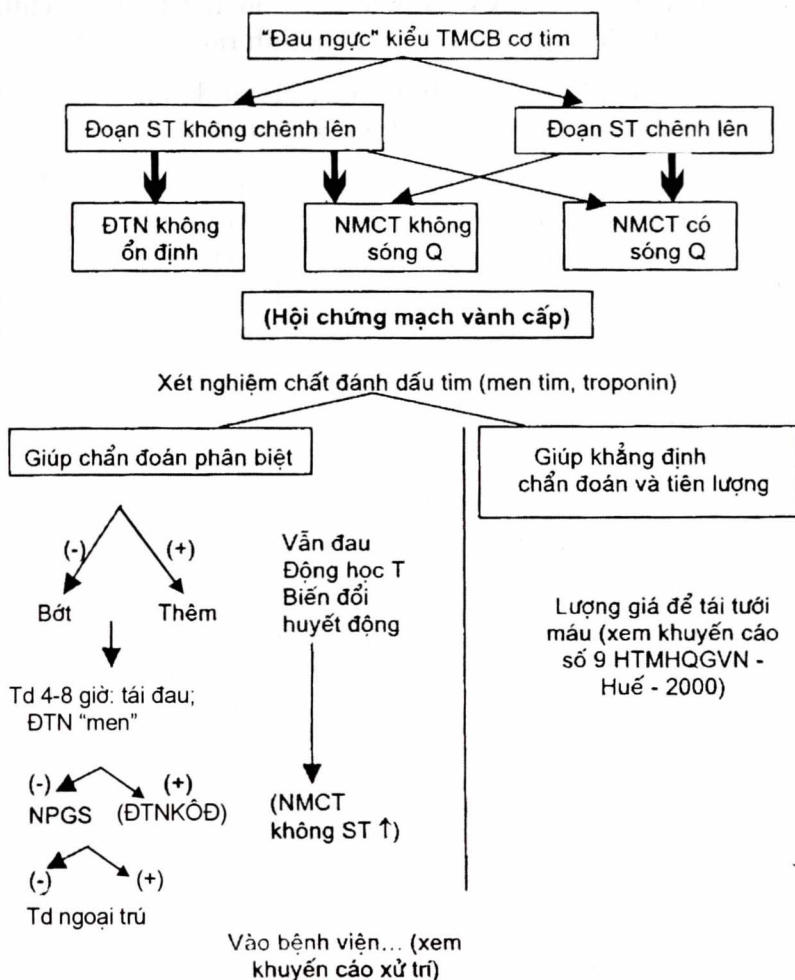 "Đau ngực" kiểu TMCB cơ tim
Đoạn ST không chênh lên
Đoạn ST chênh lên
ĐTN không
ổn định
NMCT không
sóng Q
NMCT có
sóng Q
(Hội chứng mạch vành cấp)
Xét nghiệm chất đánh dấu tim (men tim, troponin)
Giúp chẩn đoán phân biệt
Giúp khẳng định
chẩn đoán và tiên lượng
(-)
(+)
Bớt
Thêm
Vẫn đau
Động học T
Biến đổi
huyết động
Lượng giá để tái tưới
máu (xem khuyến cáo
số 9 HTMHQGVN -
Huế - 2000)
Td 4-8 giờ: tái đau;
ĐTN "men"
(-)
(+)
NPGS
(ĐTNKÔĐ)
(NMCT
không ST ↑)
(-)
(+)
Td ngoại trú
Vào bệnh viện... (xem
khuyến cáo xử trí)